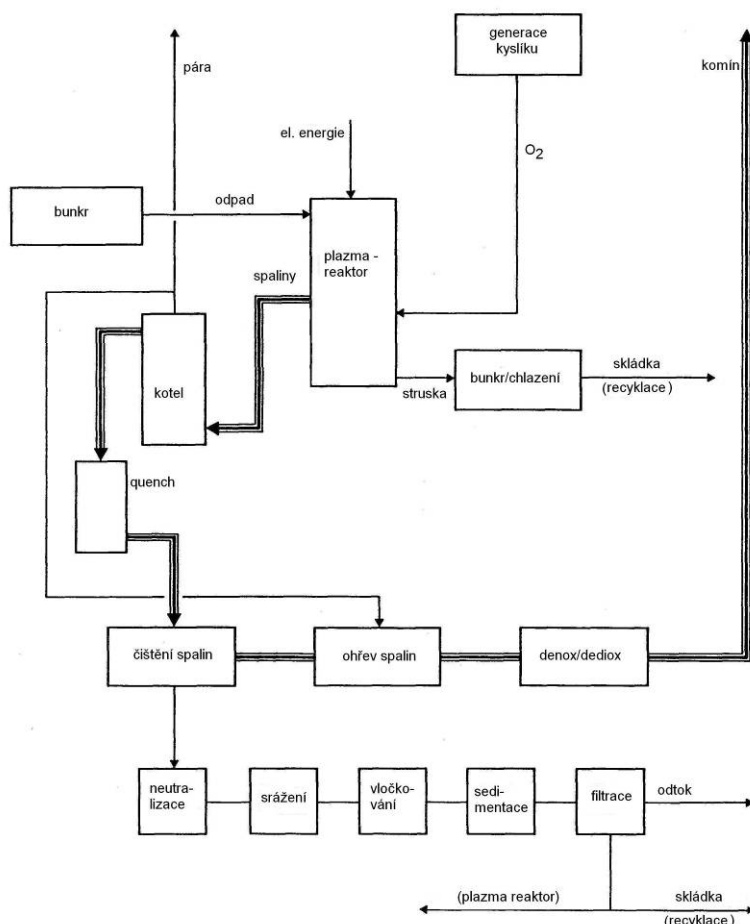 generace
kyslíku
pára
komín
el. energie
O2
bunkr
odpad
plazma -
reaktor
spaliny
kotel
struska
bunkr/chlazení
skládka
(recyklace)
quench
čištění spalin
ohřev spalin
denox/dediox
neutra-
lizace
srážení
vločko-
vání
sedi-
mentace
filtrace
odtok
(plazma reaktor)
skládka
(recyklace)